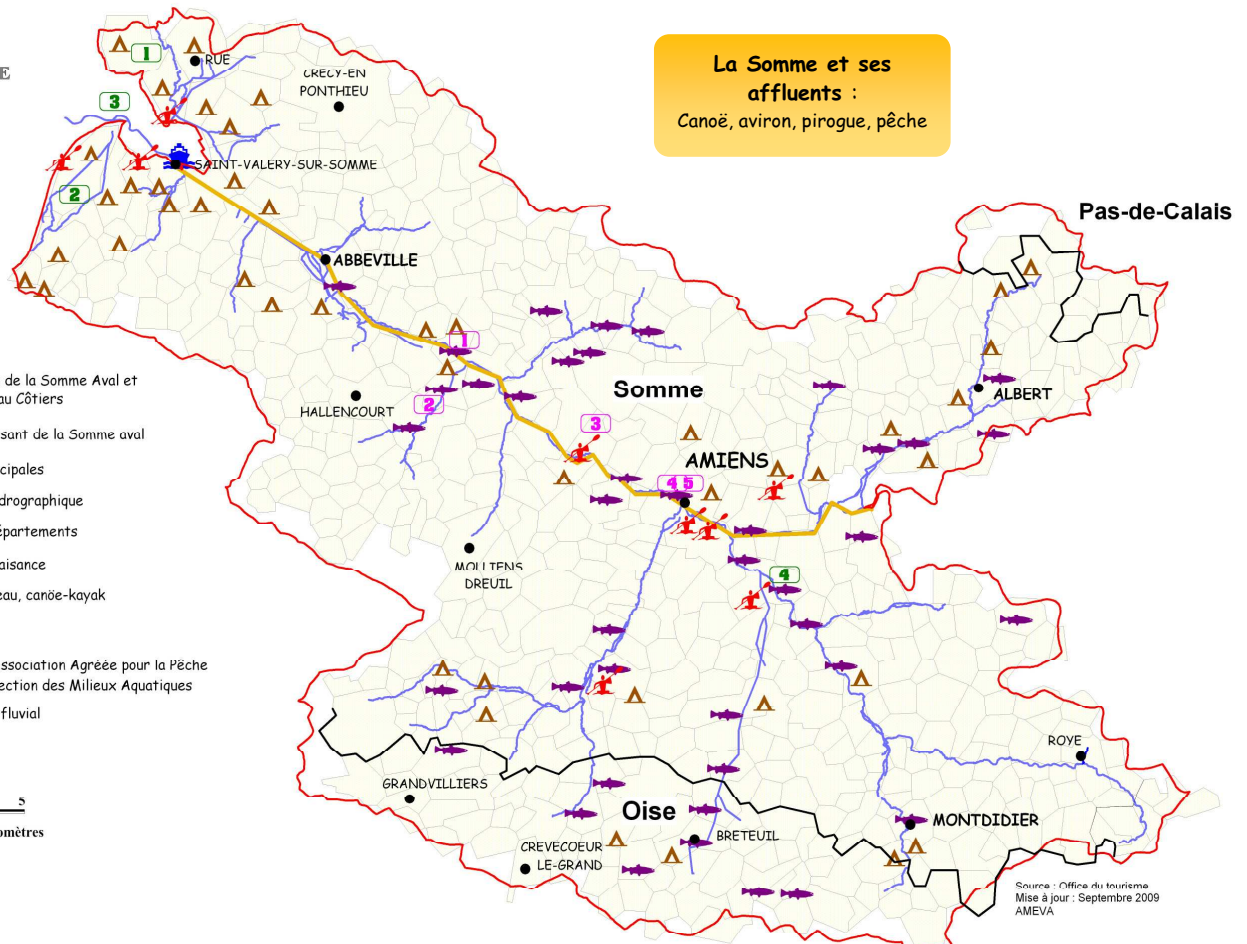 E
La Somme et ses
affluents :
Canoë, aviron, pirogue, pêche
Pas-de-Calais
1
RUE
CRECY-EN
PONTHIEU
3
SAINT-VALERY-SUR-SOMME
2
ABBEVILLE
1
Somme
ALBERT
HALLENCOURT
2
3
AMIENS
4 5
MOLLIENS
DREUIL
4
de la Somme Aval et
au Côtiers
sant de la Somme aval
cipales
drographique
épartements
aisance
eau, canöe-kayak
ssociation Agréée pour la Pêche
ection des Milieux Aquatiques
fluvial
5
omètres
ROYE
GRANDVILLIERS
Oise
MONTDIDIER
BRETEUIL
CREVECOEUR
LE-GRAND
Source : Office du tourisme
Mise à jour : Septembre 2009
AMEVA